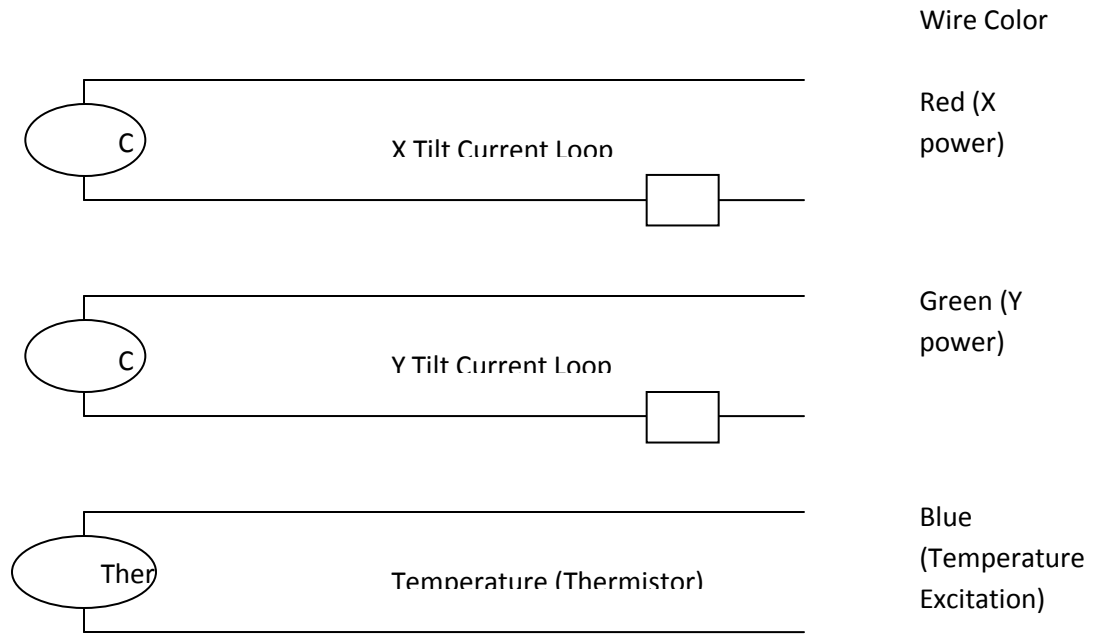 Wire Color
Red (X
power)
C
X Tilt Current Loop
Green (Y
power)
C
Y Tilt Current Loop
Blue
(Temperature
Excitation)
Ther
Temperature (Thermistor)